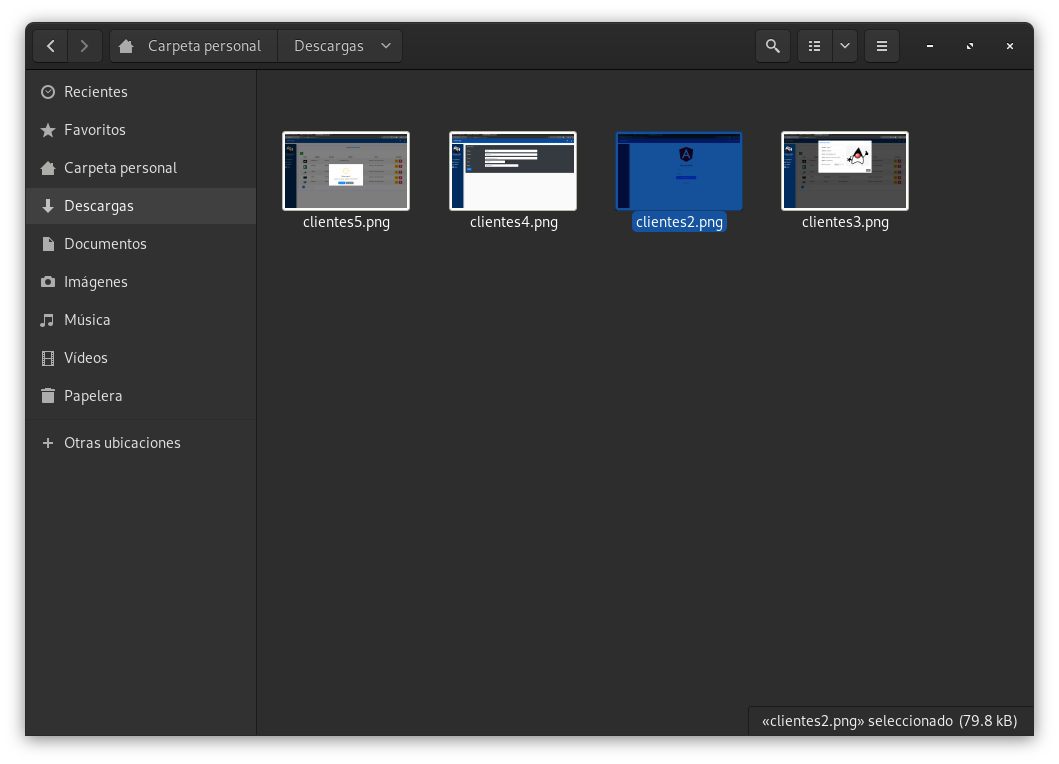 Carpeta personal
Descargas
Recientes
Favoritos
Carpeta personal
Descargas
Documentos
Imágenes
Música
Vídeos
Papelera
Otras ubicaciones
clientes5.png
clientes4.png
clientes2.png
clientes3.png
«clientes2.png» seleccionado (79.8 kB)